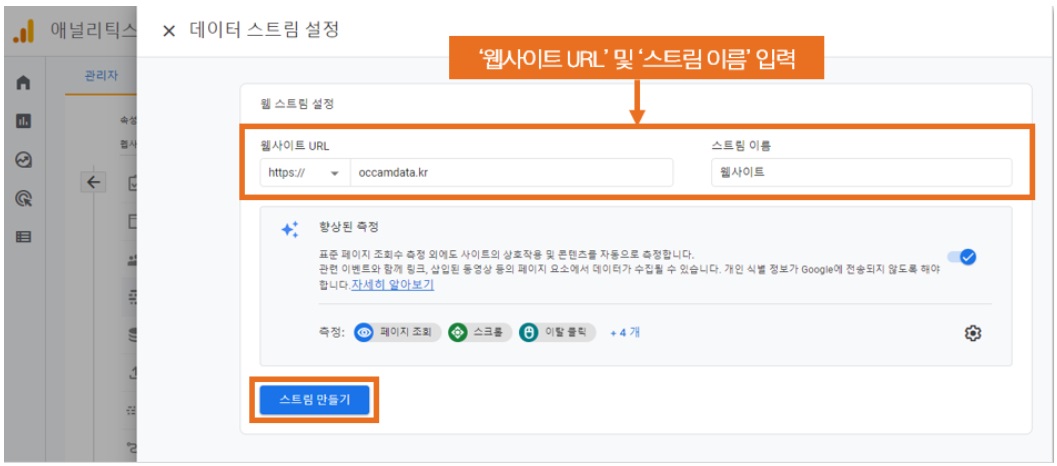 애널리틱스
× 데이터 스트림 설정
'웹사이트 URL' 및 '스트림 이름' 입력
관리자
웹 스트림 설정
속성
웹사이트 URL
스트림 이름
https://
occamdata.kr
웹사이트
향상된 측정
표준 페이지 조회수 측정 외에도 사이트의 상호작용 및 콘텐츠를 자동으로 측정합니다.
관련 이벤트와 함께 링크, 삽입된 동영상 등의 페이지 요소에서 데이터가 수집될 수 있습니다. 개인 식별 정보가 Google에 전송되지 않도록 해야
합니다.자세히 알아보기
측정: 페이지 조회 스크롤 이탈 클릭 + 4 개
스트림 만들기